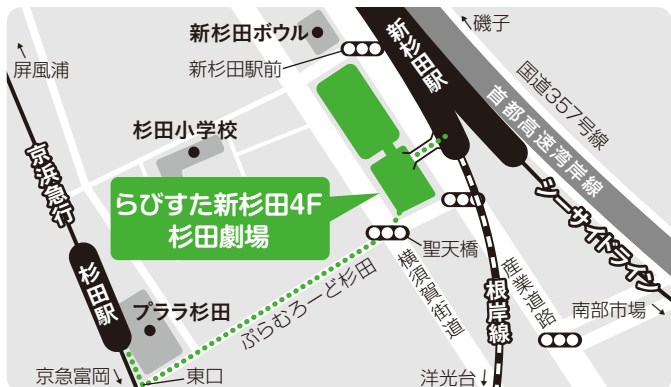 新杉田ボウル
新杉田駅前
磯子
屏風浦
新杉田駅
国道357号線
首都高速湾岸線
杉田小学校
京浜急行
らびすた新杉田4F
杉田劇場
シーサイドライン
聖天橋
杉田駅
ぷらむろーど杉田
横須賀街道
根岸線
産業道路
プララ杉田
南部市場
京急富岡
東口
洋光台